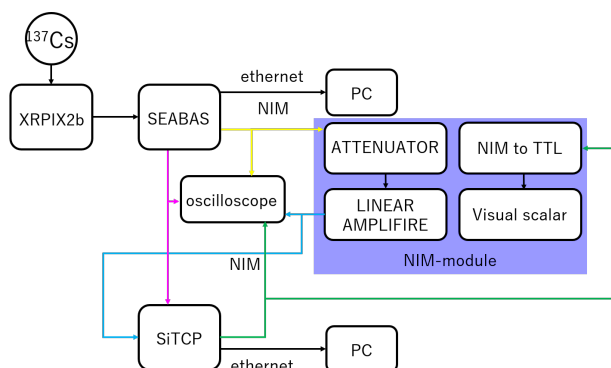 137Cs
ethernet
PC
XRPIX2b
SEABAS
NIM
ATTENUATOR
NIM to TTL
oscilloscope
LINEAR
AMPLIFIRE
Visual scalar
NIM
NIM-module
SiTCP
PC
ethernet